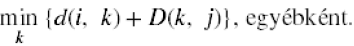 min {d(i, k) + D(k, j)}, egyébként.
k